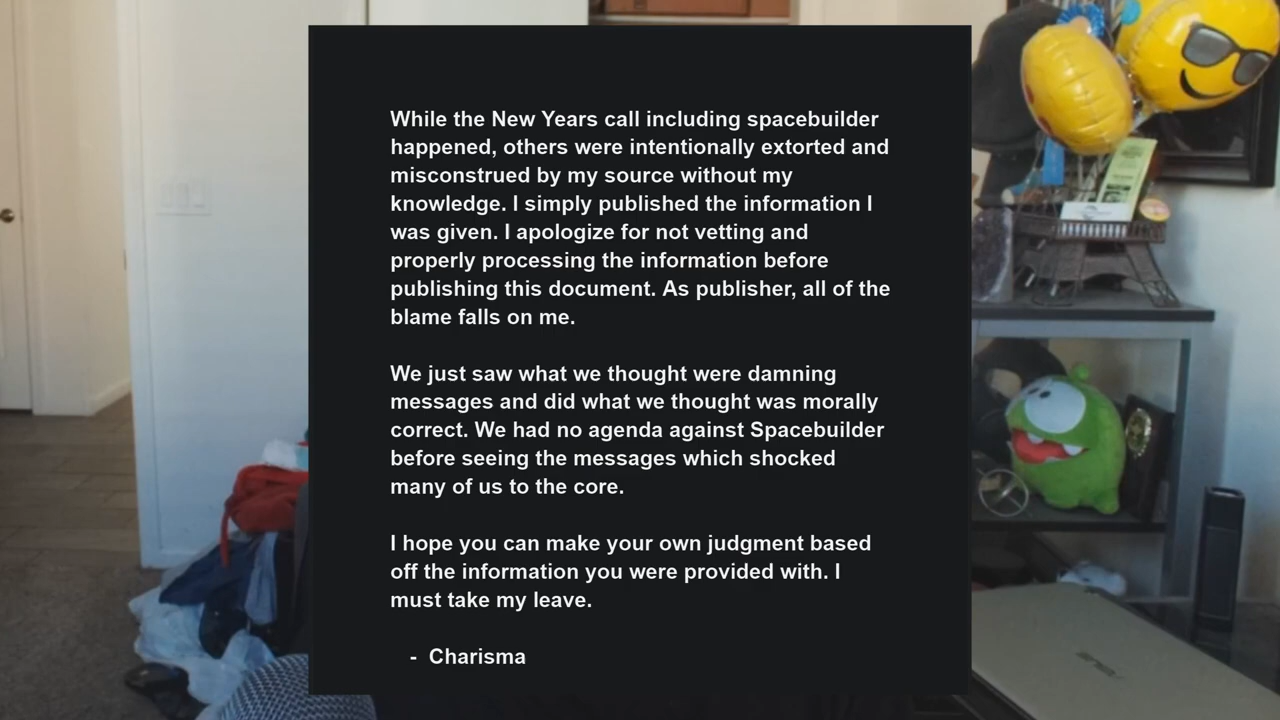 While the New Years call including spacebuilder
happened, others were intentionally extorted and
misconstrued by my source without my
knowledge. I simply published the information I
was given. I apologize for not vetting and
properly processing the information before
publishing this document. As publisher, all of the
blame falls on me.
We just saw what we thought were damning
messages and did what we thought was morally
correct. We had no agenda against Spacebuilder
before seeing the messages which shocked
many of us to the core.
I hope you can make your own judgment based
off the information you were provided with. I
must take my leave.
- Charisma